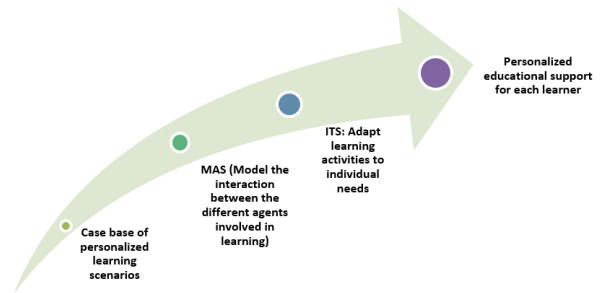 Case base of
personalized
learning
scenarios
MAS (Model the
interaction
between the
different agents
involved in
learning)
ITS: Adapt
learning
activities to
individual
needs
Personalized
educational support
for each learner